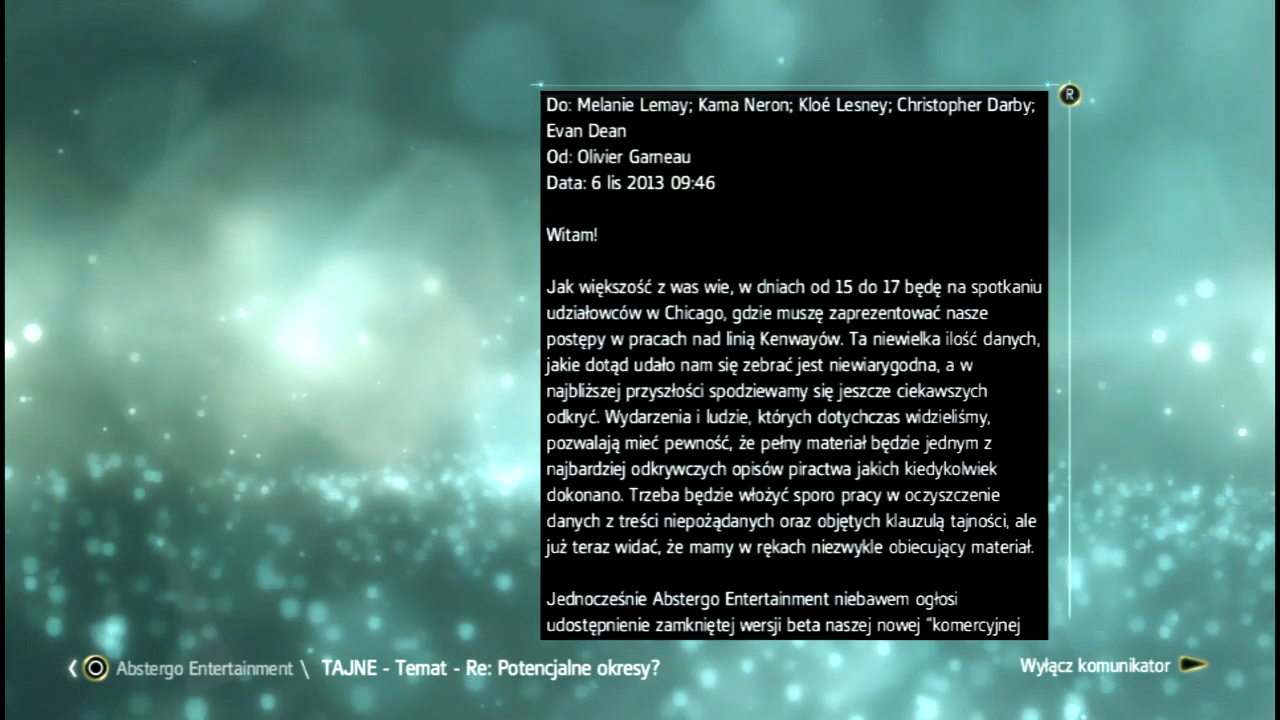 Do: Melanie Lemay; Kama Neron; Kloé Lesney; Christopher Darby;
Evan Dean
Od: Olivier Garneau
Data: 6 lis 2013 09:46
Witam!
Jak większość z was wie, w dniach od 15 do 17 będę na spotkaniu
udziałowców w Chicago, gdzie muszę zaprezentować nasze
postępy w pracach nad linią Kenwayów. Ta niewielka ilość danych,
jakie dotąd udało nam się zebrać jest niewiarygodna, a w
najbliższej przyszłości spodziewamy się jeszcze ciekawszych
odkryć. Wydarzenia i ludzie, których dotychczas widzieliśmy,
pozwalają mieć pewność, że pełny materiał będzie jednym z
najbardziej odkrywczych opisów piractwa jakich kiedykolwiek
dokonano. Trzeba będzie włożyć sporo pracy w oczyszczenie
danych z treści niepożądanych oraz objętych klauzulą tajności, ale
już teraz widać, że mamy w rękach niezwykle obiecujący materiał.
Jednocześnie Abstergo Entertainment niebawem ogłosi
udostępnienie zamkniętej wersji beta naszej nowej "komercyjnej
R
Abstergo Entertainment \ TAJNE - Temat - Re: Potencjalne okresy?
Wyłącz komunikator